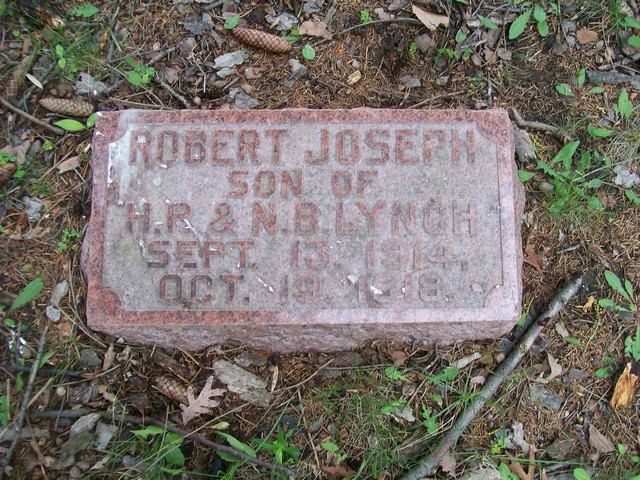 ROBERT JOSEPH
SON OF
H.R. & N.B. LYNCH
SEPT. 13. 1914.
OCT. 19. 1918.